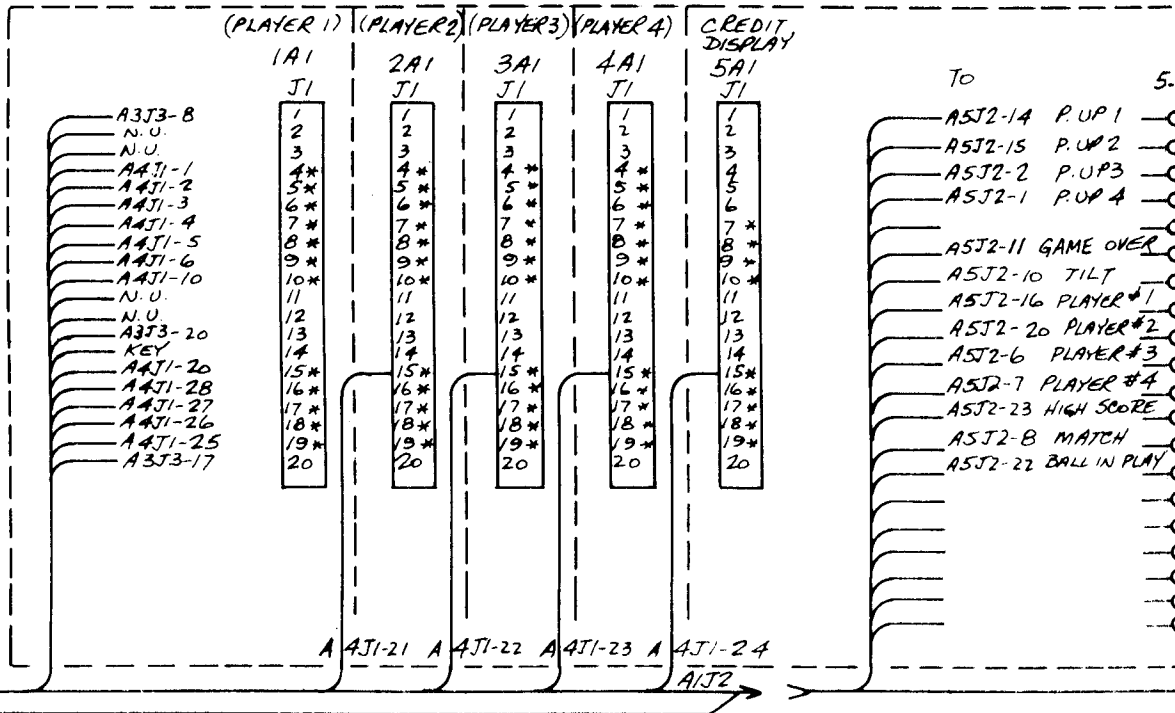 (PLAYER 1) (PLAYER 2) (PLAYER 3) (PLAYER 4) CREDIT DISPLAY
1A1 2A1 3A1 4A1 5A1
J1 J1 J1 J1 J1
A3J3-8 1 1 1 1 1
N.U. 2 2 2 2 2
N.U. 3 3 3 3 3
A4J1-1 4* 4* 4* 4* 4
A4J1-2 5* 5* 5* 5* 5
A4J1-3 6* 6* 6* 6* 6
A4J1-4 7* 7* 7* 7* 7*
A4J1-5 8* 8* 8* 8* 8*
A4J1-6 9* 9* 9* 9* 9*
A4J1-10 10* 10* 10* 10* 10*
N.U. 11 11 11 11 11
N.U. 12 12 12 12 12
A3J3-20 13 13 13 13 13
KEY 14 14 14 14 14
A4J1-20 15* 15* 15* 15* 15*
A4J1-28 16* 16* 16* 16* 16*
A4J1-27 17* 17* 17* 17* 17*
A4J1-26 18* 18* 18* 18* 18*
A4J1-25 19* 19* 19* 19* 19*
A3J3-17 20 20 20 20 20
A4J1-21 A4J1-22 A4J1-23 A4J1-24
A1J2
TO 5.
A5J2-14 P.UP 1
A5J2-15 P.UP 2
A5J2-2 P.UP 3
A5J2-1 P.UP 4
A5J2-11 GAME OVER
A5J2-10 TILT
A5J2-16 PLAYER #1
A5J2-20 PLAYER #2
A5J2-6 PLAYER #3
A5J2-7 PLAYER #4
A5J2-23 HIGH SCORE
A5J2-8 MATCH
A5J2-22 BALL IN PLAY